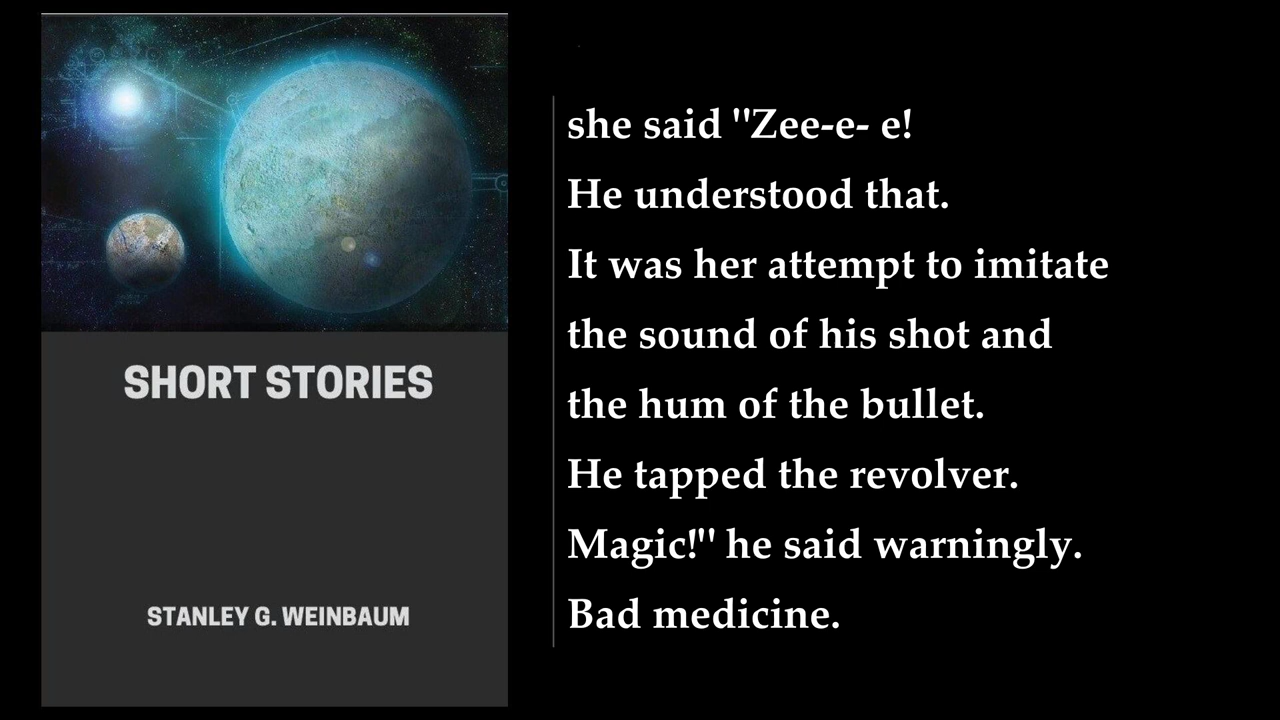 SHORT STORIES
STANLEY G. WEINBAUM
she said "Zee-e- e!
He understood that.
It was her attempt to imitate
the sound of his shot and
the hum of the bullet.
He tapped the revolver.
Magic!" he said warningly.
Bad medicine.